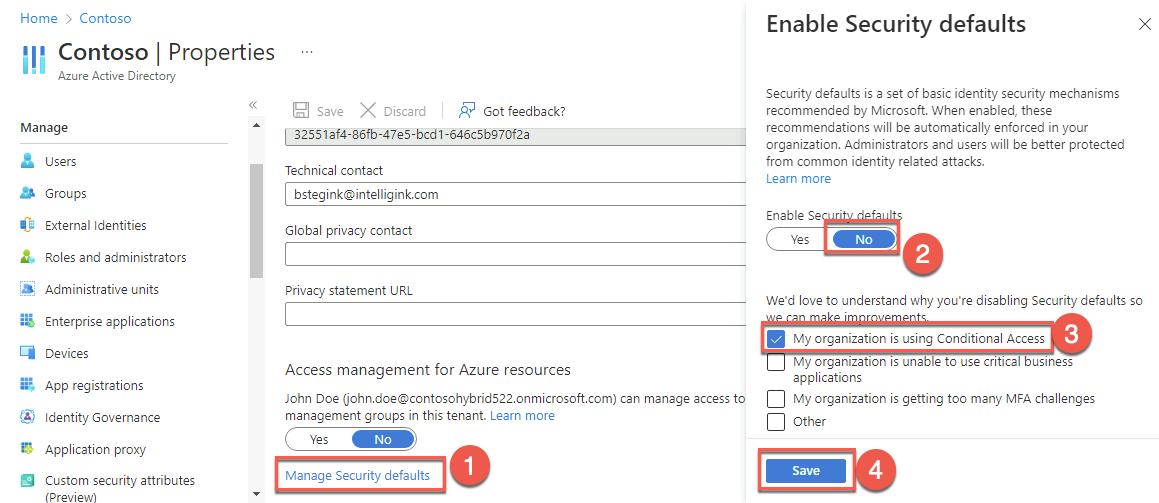 Home > Contoso
Contoso | Properties ...
Azure Active Directory
«
Manage
Users
Groups
External Identities
Roles and administrators
Administrative units
Enterprise applications
Devices
App registrations
Identity Governance
Application proxy
Custom security attributes
(Preview)
Save Discard Got feedback?
32551af4-86fb-47e5-bcd1-646c5b970f2a
Technical contact
bstegink@intelligink.com
Global privacy contact
Privacy statement URL
Access management for Azure resources
John Doe (john.doe@contosohybrid522.onmicrosoft.com) can manage access to
management groups in this tenant. Learn more
Yes No
Manage Security defaults
1
Enable Security defaults
Security defaults is a set of basic identity security mechanisms
recommended by Microsoft. When enabled, these
recommendations will be automatically enforced in your
organization. Administrators and users will be better protected
from common identity related attacks.
Learn more
Enable Security defaults
Yes No
2
We'd love to understand why you're disabling Security defaults so
we can make improvements.
My organization is using Conditional Access
3
My organization is unable to use critical business
applications
My organization is getting too many MFA challenges
Other
Save
4